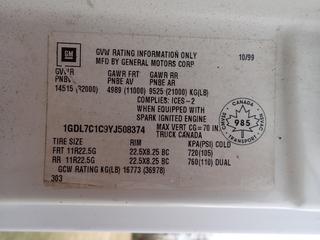 GM
GVW RATING INFORMATION ONLY
MFD BY GENERAL MOTORS CORP
10/99
GVWR GAWR FRT GAWR RR
PNBV PNBE AV PNBE AR
14515 (32000) 4989 (11000) 9525 (21000) KG(LB)
COMPLIES: ICES-2
WHEN EQUIPPED WITH
SPARK IGNITED ENGINE
1GDL7C1C9YJ508374 MAX VERT CG=70 IN.
TRUCK CANADA
CANADA
985
TRANSPORT
TIRE SIZE RIM KPA(PSI) COLD
FRT 11R22.5G 22.5X8.25 BC 720(105)
RR 11R22.5G 22.5X8.25 BC 760(110) DUAL
GCW RATING KG(LB) 16773 (36978)
303